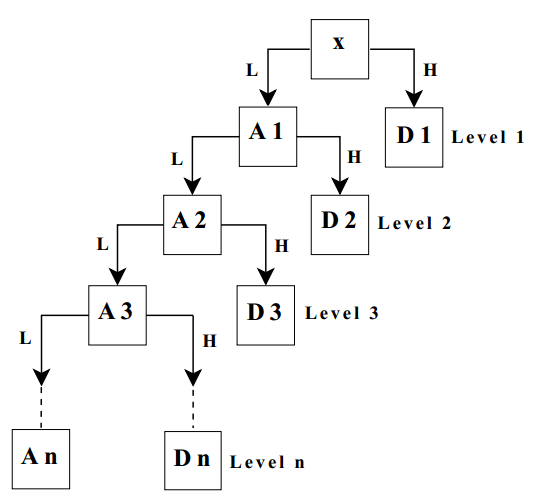 x
L
H
A 1
D 1
Level 1
L
H
A 2
D 2
Level 2
L
H
A 3
D 3
Level 3
L
H
A n
D n
Level n